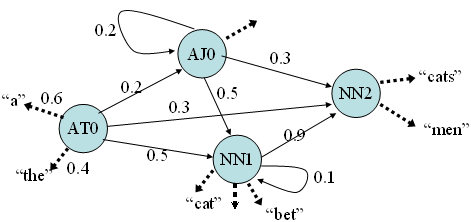 0.2
AJ0
0.3
"cats"
0.2
0.6
"a"
0.3
0.5
NN2
AT0
"men"
0.9
"the"
0.4
0.5
NN1
0.1
"cat"
"bet"